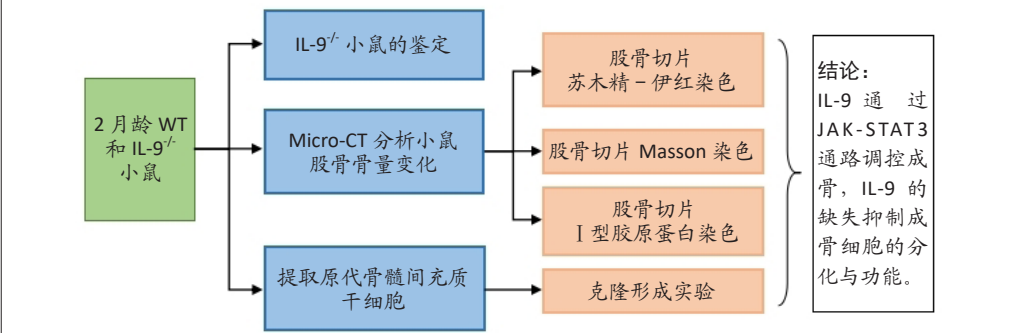 2 月龄 WT
和 IL-9-/-
小鼠
IL-9-/- 小鼠的鉴定
Micro-CT 分析小鼠
股骨骨量变化
提取原代骨髓间充质
干细胞
股骨切片
苏木精－伊红染色
股骨切片 Masson 染色
股骨切片
Ⅰ型胶原蛋白染色
克隆形成实验
结论：
IL-9 通 过
JAK-STAT3
通路调控成
骨，IL-9 的
缺失抑制成
骨细胞的分
化与功能。